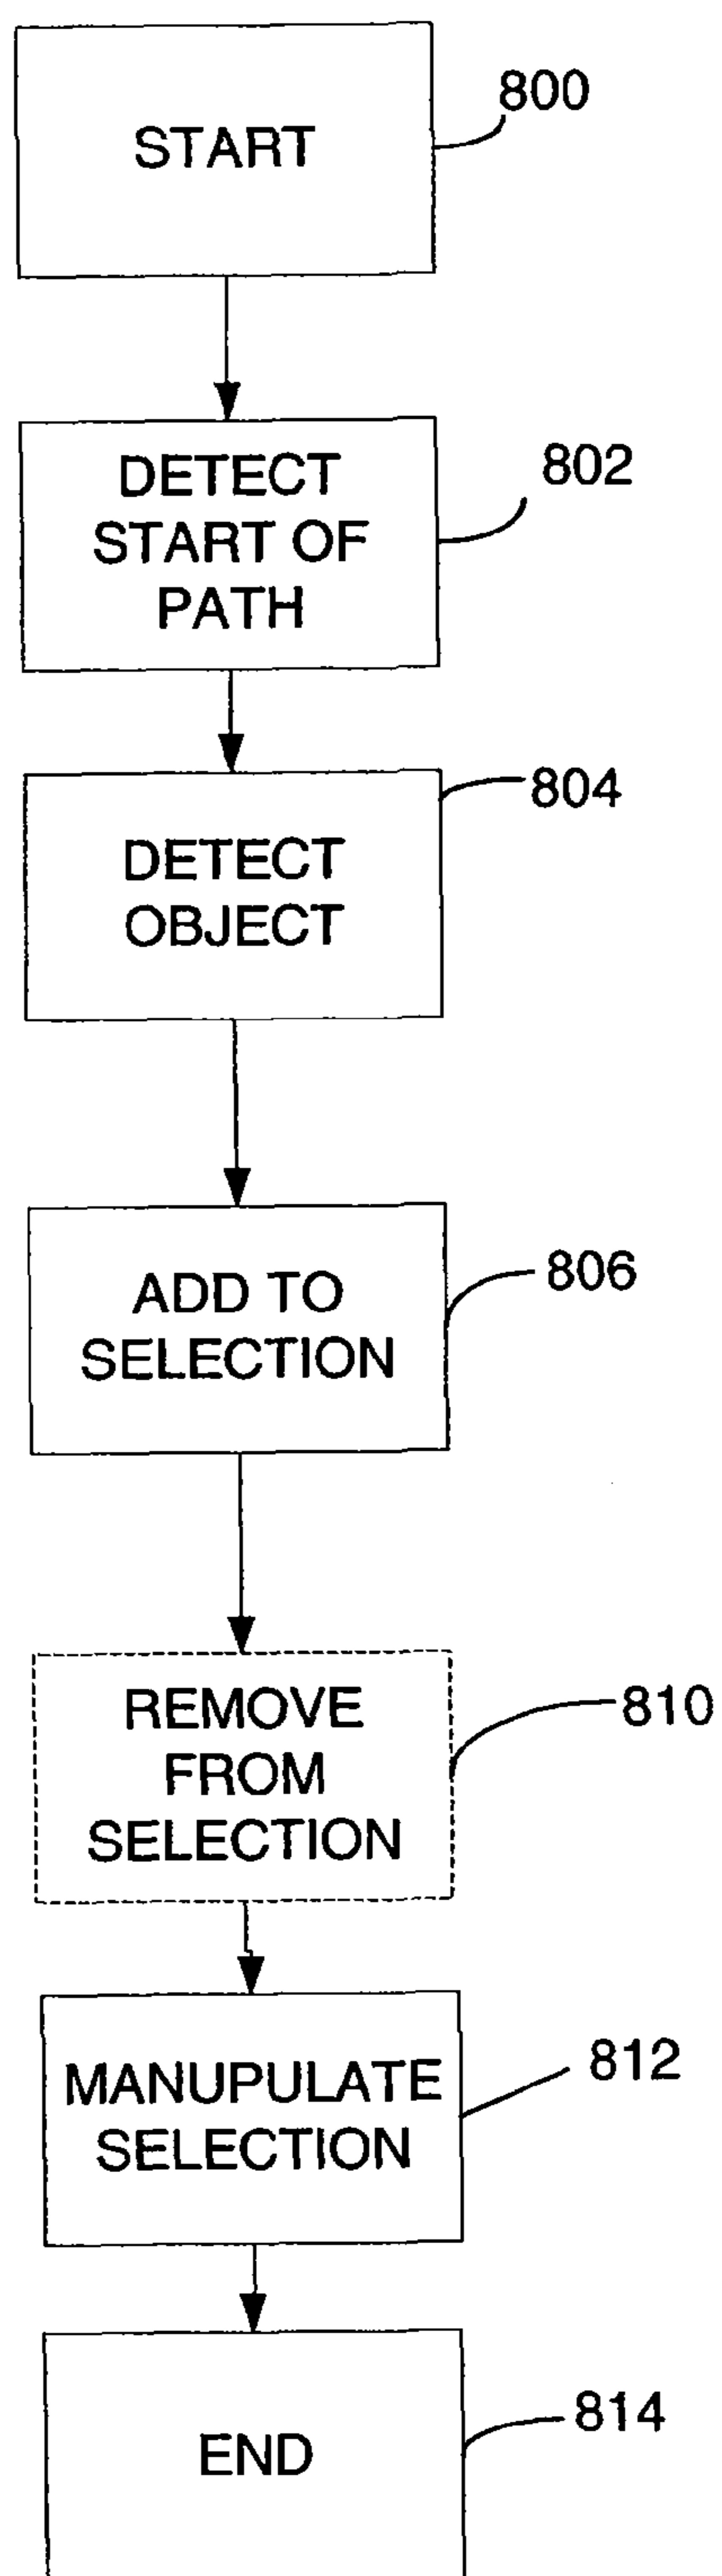 START
800
DETECT
START OF
PATH
802
DETECT
OBJECT
804
ADD TO
SELECTION
806
REMOVE
FROM
SELECTION
810
MANUPULATE
SELECTION
812
END
814